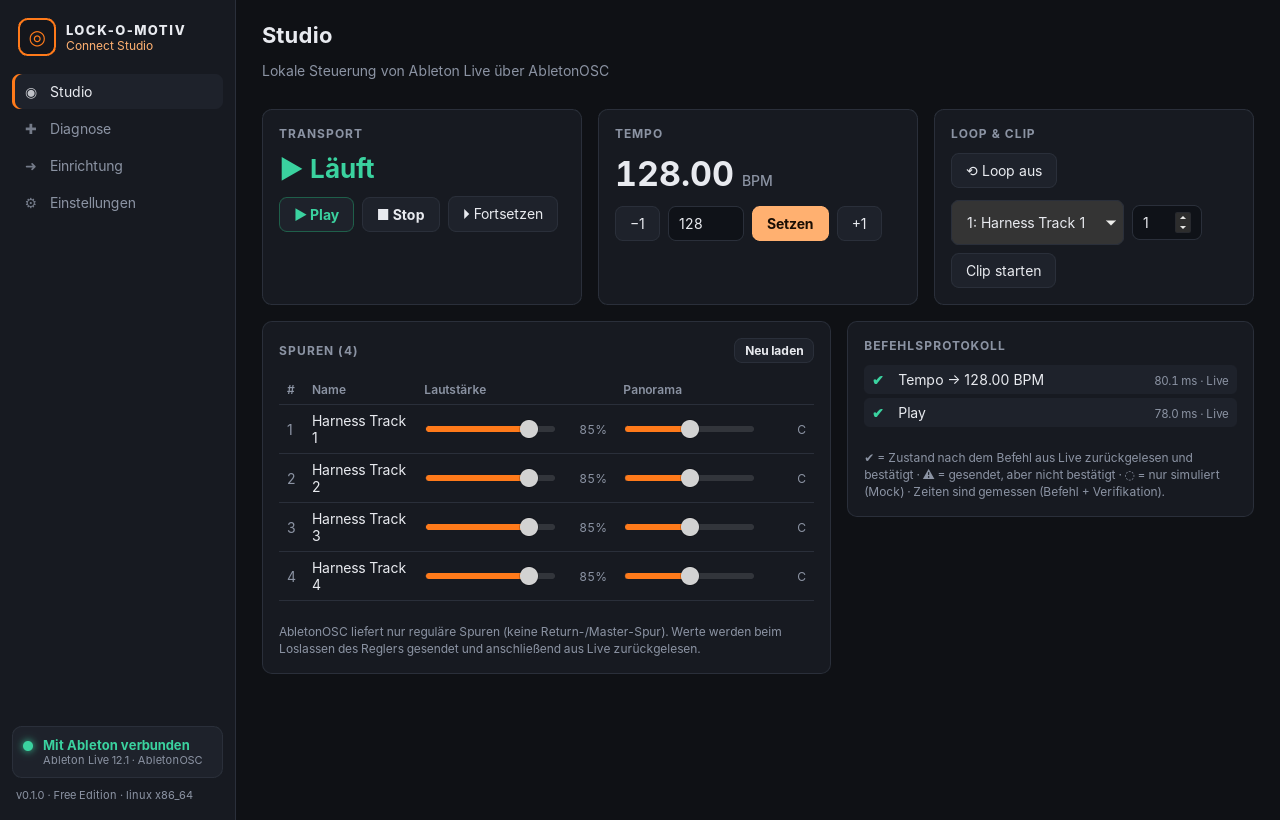 LOCK-O-MOTIV
Connect Studio
Studio
Diagnose
Einrichtung
Einstellungen
Mit Ableton verbunden
Ableton Live 12.1 · AbletonOSC
v0.1.0 · Free Edition · linux x86_64
Studio
Lokale Steuerung von Ableton Live über AbletonOSC
TRANSPORT
▶ Läuft
▶ Play
■ Stop
⏵ Fortsetzen
TEMPO
128.00 BPM
−1
128
Setzen
+1
LOOP & CLIP
⟲ Loop aus
1: Harness Track 1
1
Clip starten
SPUREN (4)
Neu laden
# Name Lautstärke Panorama
1 Harness Track 1 85% C
2 Harness Track 2 85% C
3 Harness Track 3 85% C
4 Harness Track 4 85% C
AbletonOSC liefert nur reguläre Spuren (keine Return-/Master-Spur). Werte werden beim
Loslassen des Reglers gesendet und anschließend aus Live zurückgelesen.
BEFEHLSPROTOKOLL
✔ Tempo → 128.00 BPM 80.1 ms · Live
✔ Play 78.0 ms · Live
✔ = Zustand nach dem Befehl aus Live zurückgelesen und
bestätigt · ⚠ = gesendet, aber nicht bestätigt · ◌ = nur simuliert
(Mock) · Zeiten sind gemessen (Befehl + Verifikation).